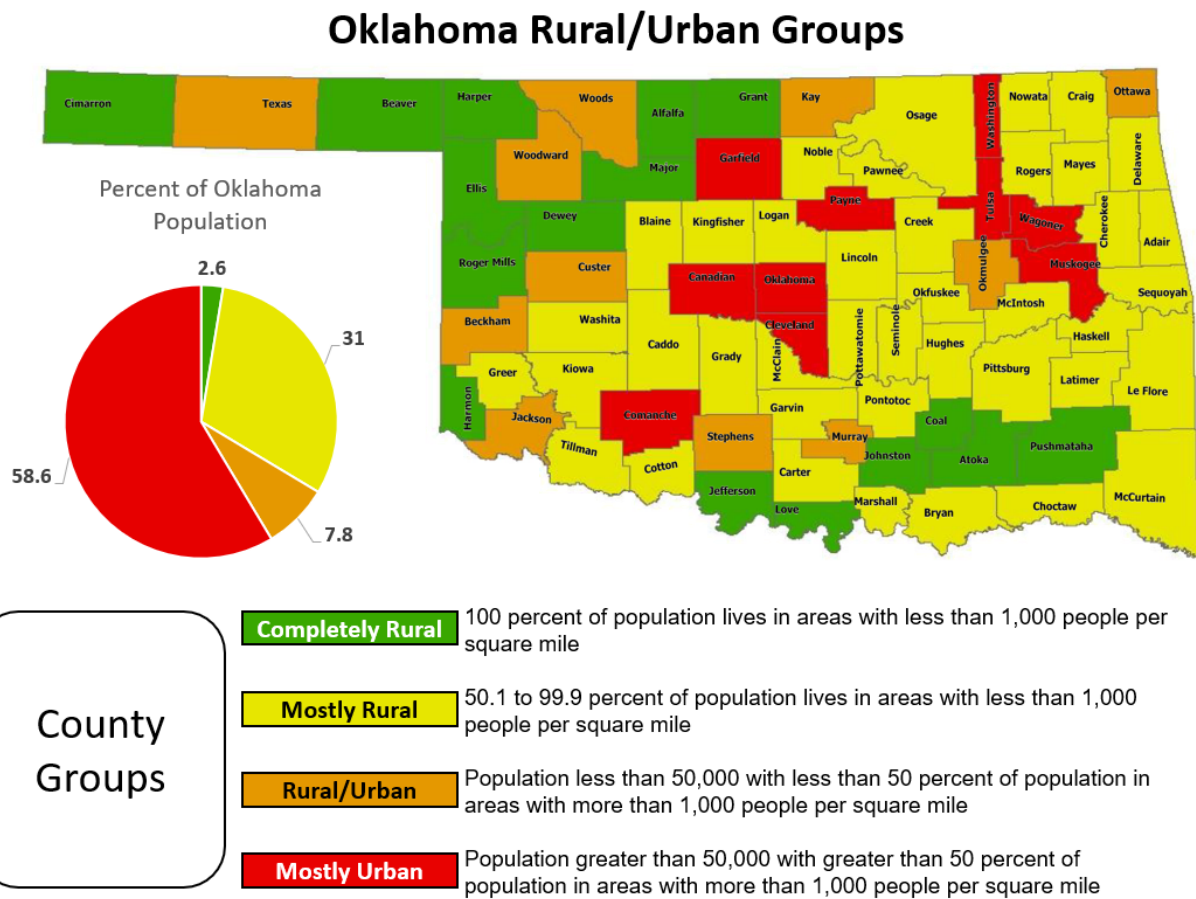 Oklahoma Rural/Urban Groups
Cimarron
Texas
Beaver
Harper
Woods
Alfalfa
Grant
Kay
Osage
Washington
Nowata
Craig
Ottawa
Woodward
Ellis
Major
Garfield
Noble
Pawnee
Rogers
Mayes
Delaware
Dewey
Blaine
Kingfisher
Logan
Payne
Creek
Tulsa
Wagoner
Cherokee
Adair
Roger Mills
Custer
Canadian
Oklahoma
Lincoln
Okmulgee
Muskogee
Sequoyah
Okfuskee
McIntosh
Beckham
Washita
Caddo
Grady
Cleveland
McClain
Pottawatomie
Seminole
Hughes
Haskell
Pittsburg
Latimer
Le Flore
Greer
Kiowa
Harmon
Jackson
Comanche
Stephens
Garvin
Pontotoc
Murray
Coal
Pushmataha
Tillman
Cotton
Carter
Johnston
Atoka
Jefferson
Love
Marshall
Bryan
Choctaw
McCurtain
Percent of Oklahoma
Population
2.6
31
58.6
7.8
County
Groups
Completely Rural
100 percent of population lives in areas with less than 1,000 people per
square mile
Mostly Rural
50.1 to 99.9 percent of population lives in areas with less than 1,000
people per square mile
Rural/Urban
Population less than 50,000 with less than 50 percent of population in
areas with more than 1,000 people per square mile
Mostly Urban
Population greater than 50,000 with greater than 50 percent of
population in areas with more than 1,000 people per square mile